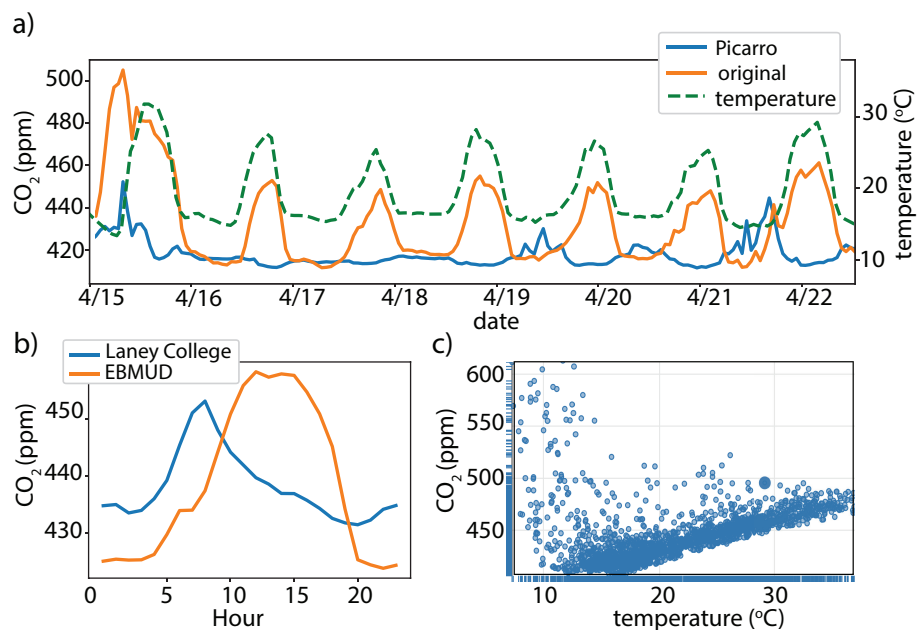 a)
Picarro
original
temperature
500
480
460
440
420
CO2 (ppm)
30
20
10
temperature (oC)
4/15 4/16 4/17 4/18 4/19 4/20 4/21 4/22
date
b)
Laney College
EBMUD
450
440
430
CO2 (ppm)
0 5 10 15 20
Hour
c)
600
550
500
450
CO2 (ppm)
10 20 30
temperature (oC)